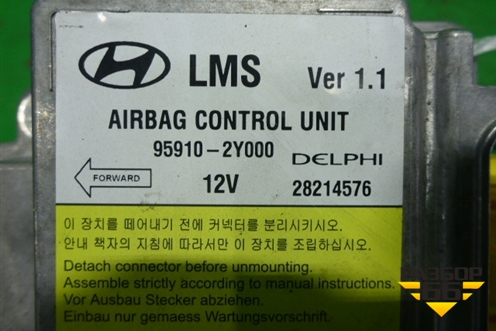 LMS Ver 1.1
AIRBAG CONTROL UNIT
95910-2Y000 DELPHI
FORWARD 12V 28214576
이 장치를 떼어내기 전에 커넥터를 분리시키시오.
안내 책자의 지침에 따라서만 이 장치를 조립하십시오.
Detach connector before unmounting.
Assemble strictly according to manual instructions.
Vor Ausbau Stecker abziehen.
Einbau nur gemaess Wartungsvorschrift.